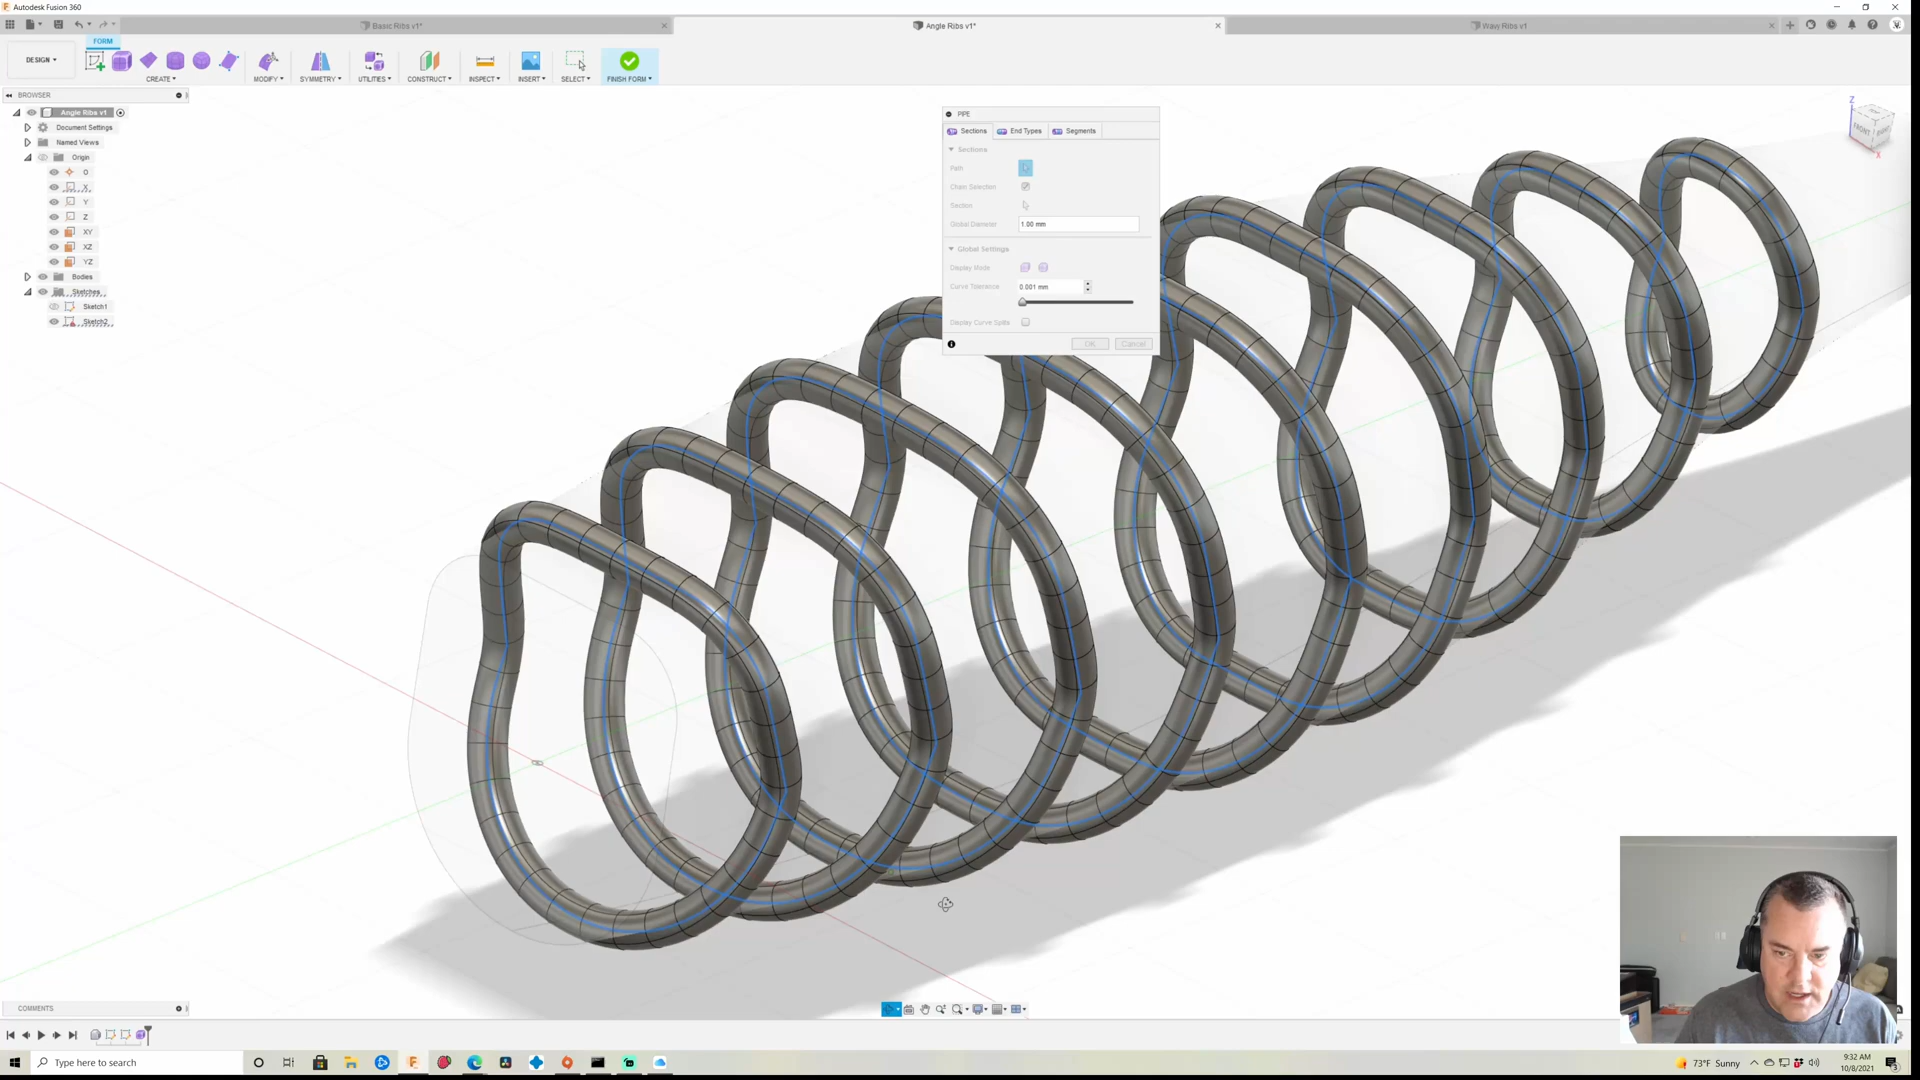 Autodesk Fusion 360
Basic Ribs v1*
Angle Ribs v1*
Wavy Ribs v1
FORM
DESIGN
CREATE
MODIFY
SYMMETRY
UTILITIES
CONSTRUCT
INSPECT
INSERT
SELECT
FINISH FORM
BROWSER
Angle Ribs v1
Document Settings
Named Views
Origin
O
X
Y
Z
XY
XZ
YZ
Bodies
Sketches
Sketch1
Sketch2
PIPE
Sections
End Types
Segments
Sections
Path
Chain Selection
Section
Global Diameter
1.00 mm
Global Settings
Display Mode
Curve Tolerance
0.001 mm
Display Curve Splits
OK
Cancel
Z
FRONT
RIGHT
X
COMMENTS
Type here to search
73°F Sunny
9:32 AM
10/8/2021